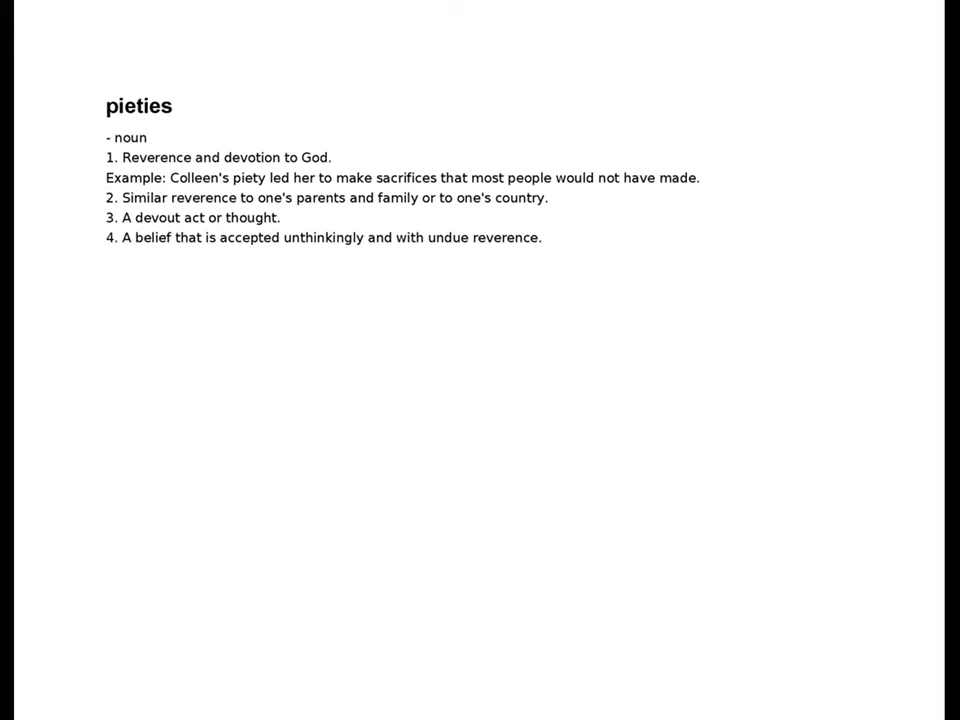 pieties
- noun
1. Reverence and devotion to God.
Example: Colleen's piety led her to make sacrifices that most people would not have made.
2. Similar reverence to one's parents and family or to one's country.
3. A devout act or thought.
4. A belief that is accepted unthinkingly and with undue reverence.